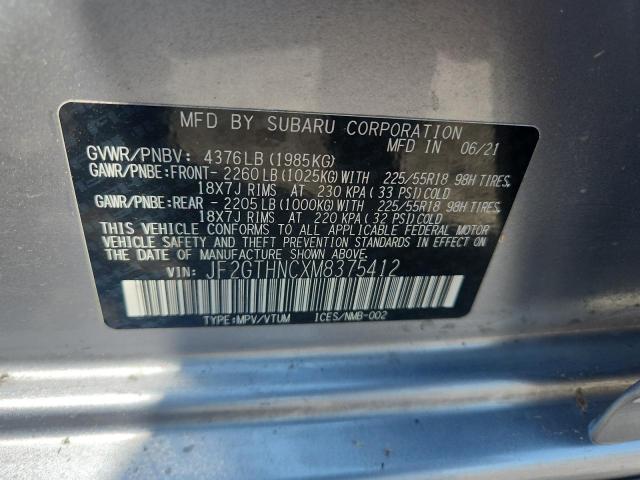 MFD BY SUBARU CORPORATION
MFD IN 06/21
GVWR/PNBV: 4376LB(1985KG)
GAWR/PNBE:FRONT- 2260LB(1025KG)WITH 225/55R18 98H TIRES,
18X7J RIMS AT 230 KPA(33 PSI)COLD
GAWR/PNBE:REAR - 2205LB(1000KG)WITH 225/55R18 98H TIRES,
18X7J RIMS AT 220 KPA(32 PSI)COLD
THIS VEHICLE CONFORMS TO ALL APPLICABLE FEDERAL MOTOR
VEHICLE SAFETY AND THEFT PREVENTION STANDARDS IN EFFECT ON
THE DATE OF MANUFACTURE SHOWN ABOVE.
VIN: JF2GTHNCXM8375412
TYPE:MPV/VTUM ICES/NMB-002